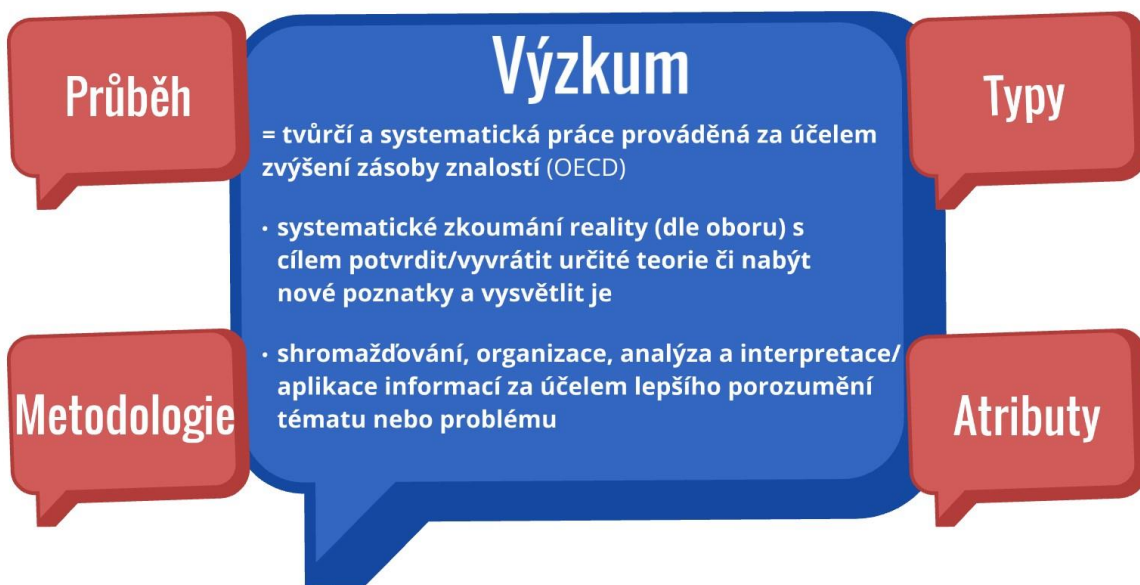 Průběh
Výzkum
= tvůrčí a systematická práce prováděná za účelem
zvýšení zásoby znalostí (OECD)
• systematické zkoumání reality (dle oboru) s
cílem potvrdit/vyvrátit určité teorie či nabýt
nové poznatky a vysvětlit je
• shromažďování, organizace, analýza a interpretace/
aplikace informací za účelem lepšího porozumění
tématu nebo problému
Typy
Metodologie
Atributy